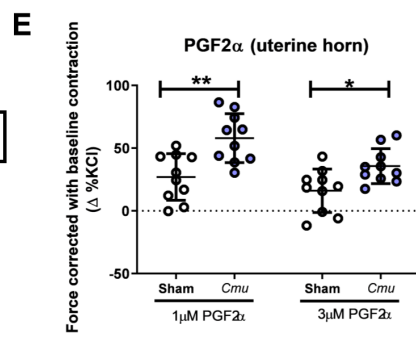 E
PGF2α (uterine horn)
Force corrected with baseline contraction
(Δ %KCl)
100
50
0
-50
**
*
Sham
Cmu
Sham
Cmu
1μM PGF2α
3μM PGF2α